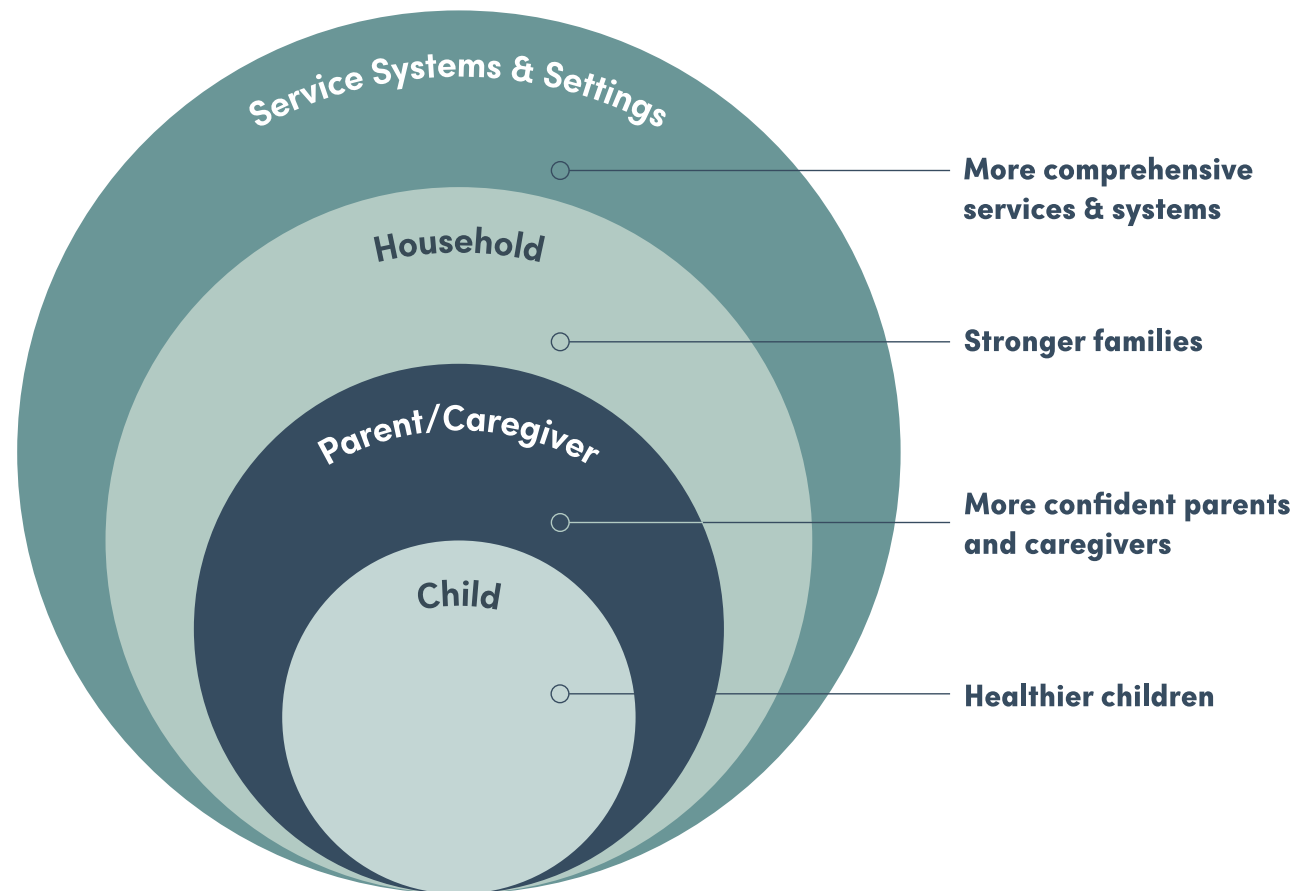 Service Systems & Settings
More comprehensive
services & systems
Household
Stronger families
Parent/Caregiver
More confident parents
and caregivers
Child
Healthier children